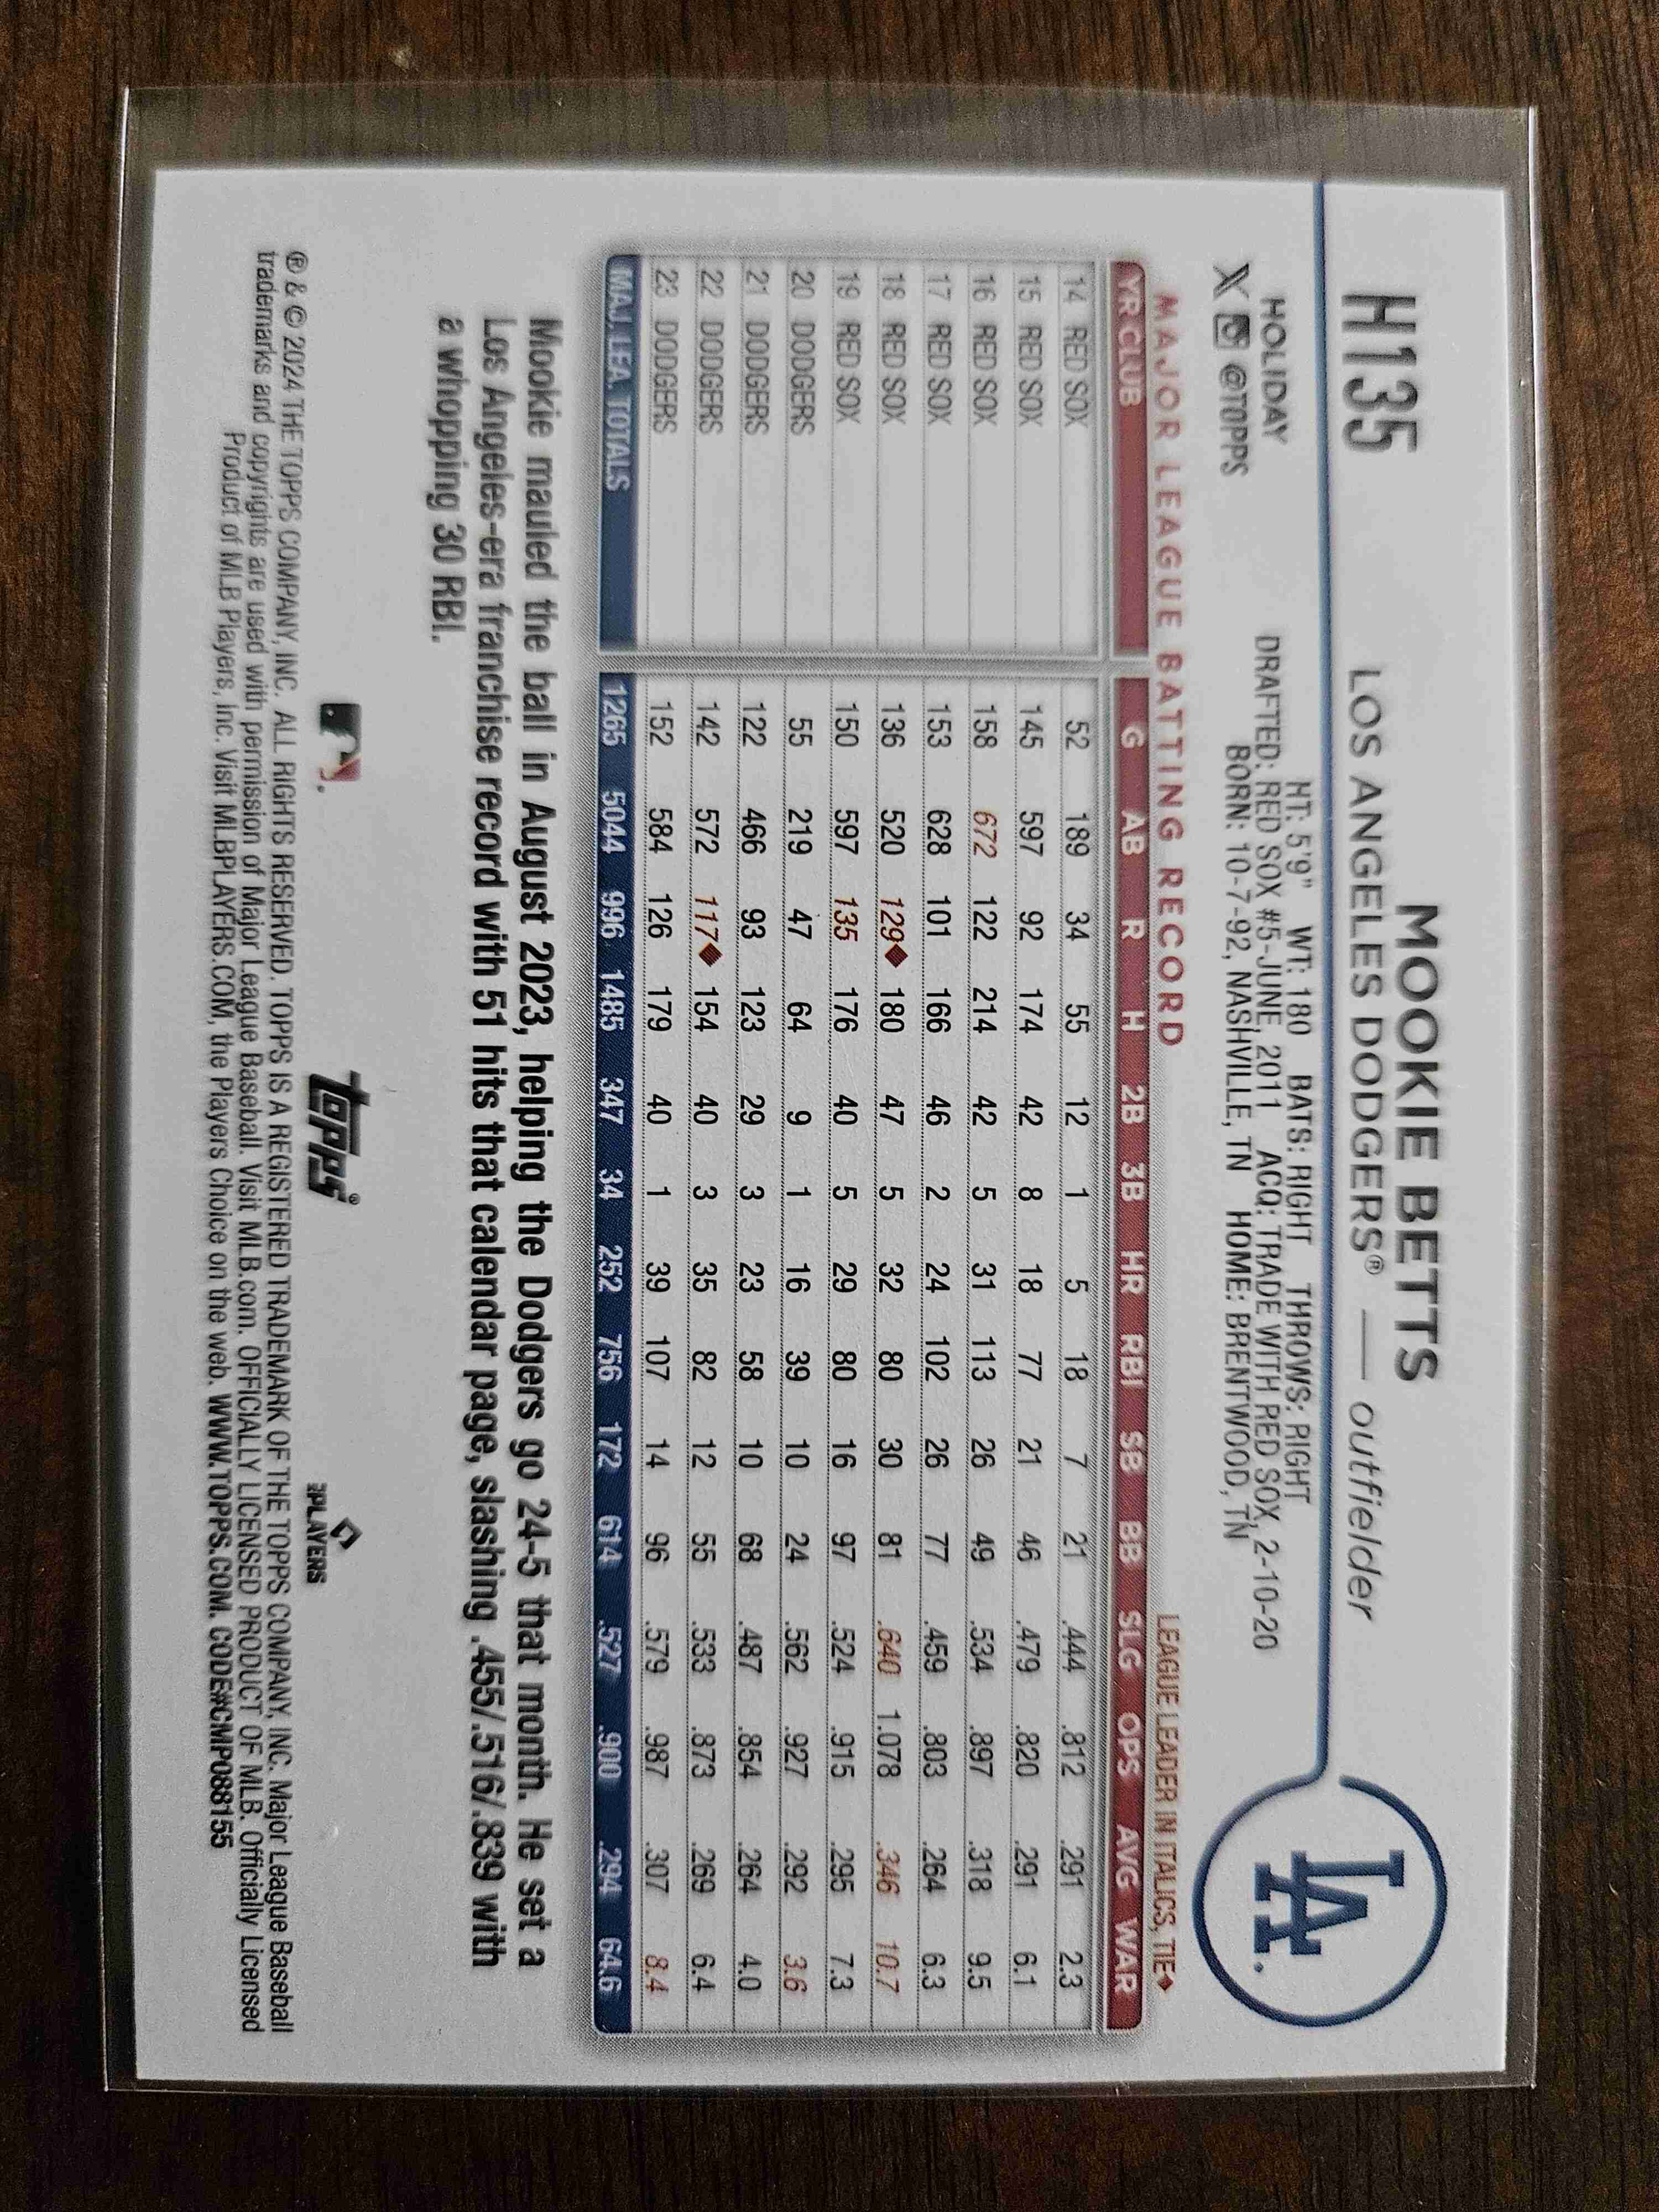 H135
MOOKIE BETTS
LOS ANGELES DODGERS® — outfielder
HOLIDAY
X @TOPPS
HT: 5'9" WT: 180 BATS: RIGHT THROWS: RIGHT
DRAFTED: RED SOX #5-JUNE, 2011 ACQ: TRADE WITH RED SOX, 2-10-20
BORN: 10-7-92, NASHVILLE, TN HOME: BRENTWOOD, TN
LA
MAJOR LEAGUE BATTING RECORD LEAGUE LEADER IN ITALICS, TIE♦
YR CLUB G AB R H 2B 3B HR RBI SB BB SLG OPS AVG WAR
14 RED SOX 52 189 34 55 12 1 5 18 7 21 .444 .812 .291 2.3
15 RED SOX 145 597 92 174 42 8 18 77 21 46 .479 .820 .291 6.1
16 RED SOX 158 672 122 214 42 5 31 113 26 49 .534 .897 .318 9.5
17 RED SOX 153 628 101 166 46 2 24 102 26 77 .459 .803 .264 6.3
18 RED SOX 136 520 129♦ 180 47 5 32 80 30 81 .640 1.078 .346 10.7
19 RED SOX 150 597 135 176 40 5 29 80 16 97 .524 .915 .295 7.3
20 DODGERS 55 219 47 64 9 1 16 39 10 24 .562 .927 .292 3.6
21 DODGERS 122 466 93 123 29 3 23 58 10 68 .487 .854 .264 4.0
22 DODGERS 142 572 117♦ 154 40 3 35 82 12 55 .533 .873 .269 6.4
23 DODGERS 152 584 126 179 40 1 39 107 14 96 .579 .987 .307 8.4
MAJ. LEA. TOTALS 1265 5044 996 1485 347 34 252 756 172 614 .527 .900 .294 64.6
Mookie mauled the ball in August 2023, helping the Dodgers go 24-5 that month. He set a
Los Angeles-era franchise record with 51 hits that calendar page, slashing .455/.516/.839 with
a whopping 30 RBI.
topps®
PLAYERS
® & © 2024 THE TOPPS COMPANY, INC. ALL RIGHTS RESERVED. TOPPS IS A REGISTERED TRADEMARK OF THE TOPPS COMPANY, INC. Major League Baseball
trademarks and copyrights are used with permission of Major League Baseball. Visit MLB.com. OFFICIALLY LICENSED PRODUCT OF MLB. Officially Licensed
Product of MLB Players, Inc. Visit MLBPLAYERS.COM, the Players Choice on the web. WWW.TOPPS.COM. CODE#CMP088155